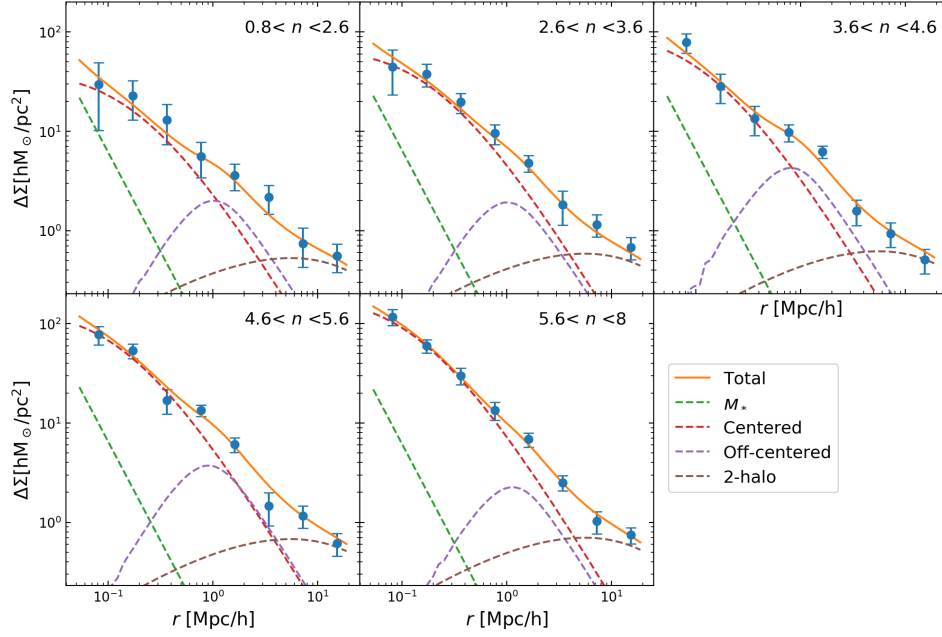 0.8< n <2.6
2.6< n <3.6
3.6< n <4.6
ΔΣ[hM⊙/pc²]
10²
10¹
10⁰
r [Mpc/h]
4.6< n <5.6
5.6< n <8
ΔΣ[hM⊙/pc²]
10²
10¹
10⁰
Total
M*
Centered
Off-centered
2-halo
10⁻¹ 10⁰ 10¹
10⁻¹ 10⁰ 10¹
r [Mpc/h]
r [Mpc/h]